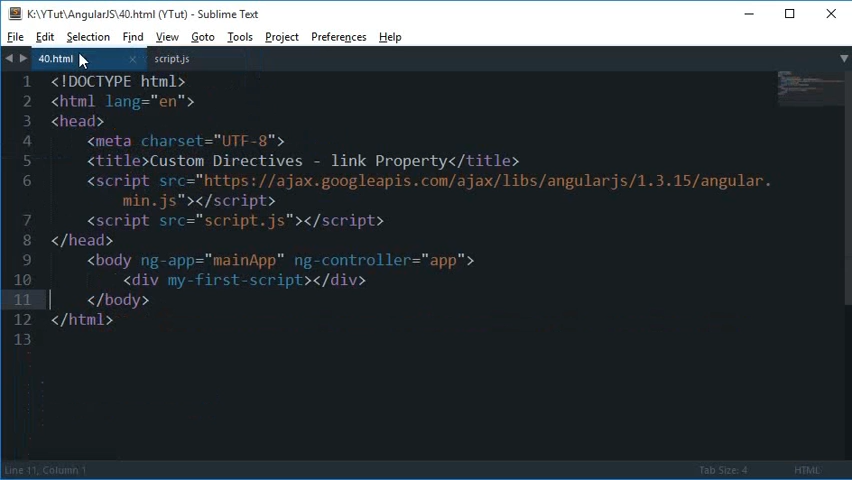 K:\YTut\AngularJS\40.html (YTut) - Sublime Text
File Edit Selection Find View Goto Tools Project Preferences Help
40.html × script.js
1 <!DOCTYPE html>
2 <html lang="en">
3 <head>
4 <meta charset="UTF-8">
5 <title>Custom Directives - link Property</title>
6 <script src="https://ajax.googleapis.com/ajax/libs/angularjs/1.3.15/angular.
min.js"></script>
7 <script src="script.js"></script>
8 </head>
9 <body ng-app="mainApp" ng-controller="app">
10 <div my-first-script></div>
11 </body>
12 </html>
13
Line 11, Column 1 Tab Size: 4 HTML